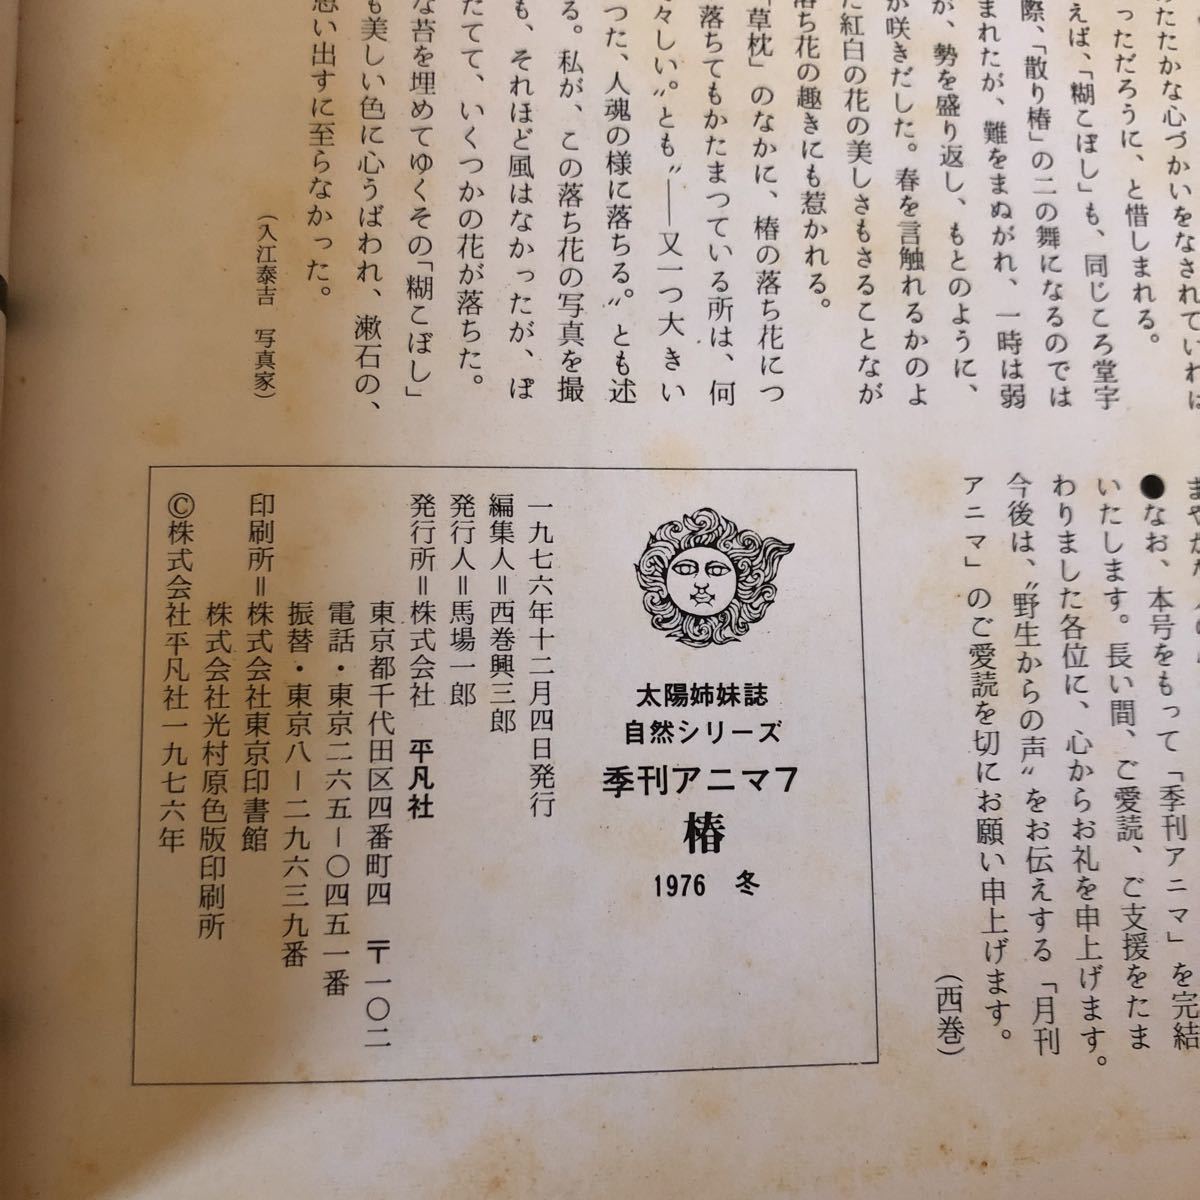 めたたかな心づかいをなされていれば
っただろうに、と惜しまれる。
えば、「糊こぼし」も、同じころ堂宇
際、「散り椿」の二の舞になるのでは
まれたが、難をまぬがれ、一時は弱
が、勢を盛り返し、もとのように、
が咲きだした。春を言触れるかのよ
た紅白の花の美しさもさることなが
落ち花の趣きにも惹かれる。
「草枕」のなかに、椿の落ち花につ
落ちてもかたまつている所は、何
々しい。〟とも〝――又一つ大きい
つた、人魂の様に落ちる。〟とも述
る。私が、この落ち花の写真を撮
も、それほど風はなかったが、ぽ
たてて、いくつかの花が落ちた。
な苔を埋めてゆくその「糊こぼし」
も美しい色に心うばわれ、漱石の、
思い出すに至らなかった。
(入江泰吉 写真家)
●なお、本号をもって「季刊アニマ」を完結
いたします。長い間、ご愛読、ご支援をたま
わりました各位に、心からお礼を申上げます。
今後は、〝野生からの声〟をお伝えする「月刊
アニマ」のご愛読を切にお願い申上げます。
(西巻)
太陽姉妹誌
自然シリーズ
季刊アニマ7
椿
1976 冬
一九七六年十二月四日発行
編集人=西巻興三郎
発行人=馬場一郎
発行所=株式会社 平凡社
東京都千代田区四番町四 〒一〇二
電話・東京二六五―〇四五一番
振替・東京八―二九六三九番
印刷所=株式会社東京印書館
株式会社光村原色版印刷所
©株式会社平凡社一九七六年